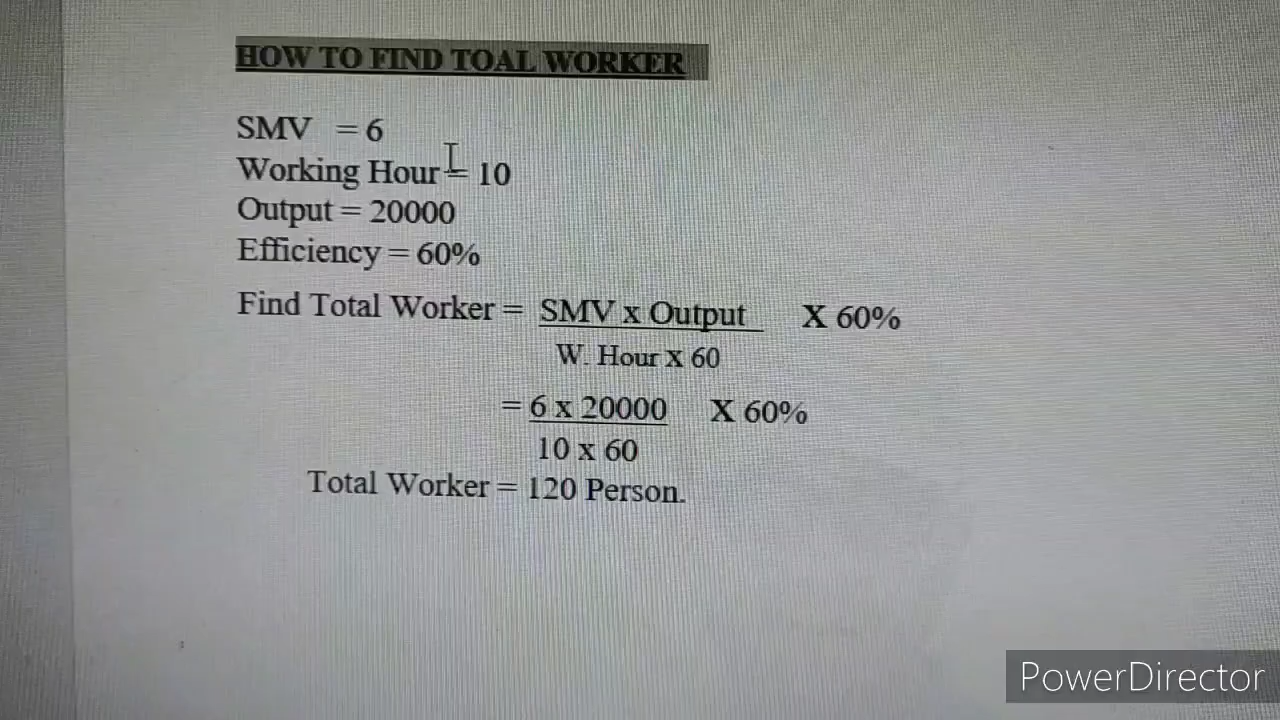 HOW TO FIND TOAL WORKER
SMV = 6
Working Hour = 10
Output = 20000
Efficiency = 60%
Find Total Worker = SMV x Output X 60%
W. Hour X 60
= 6 x 20000 X 60%
10 x 60
Total Worker = 120 Person.
PowerDirector